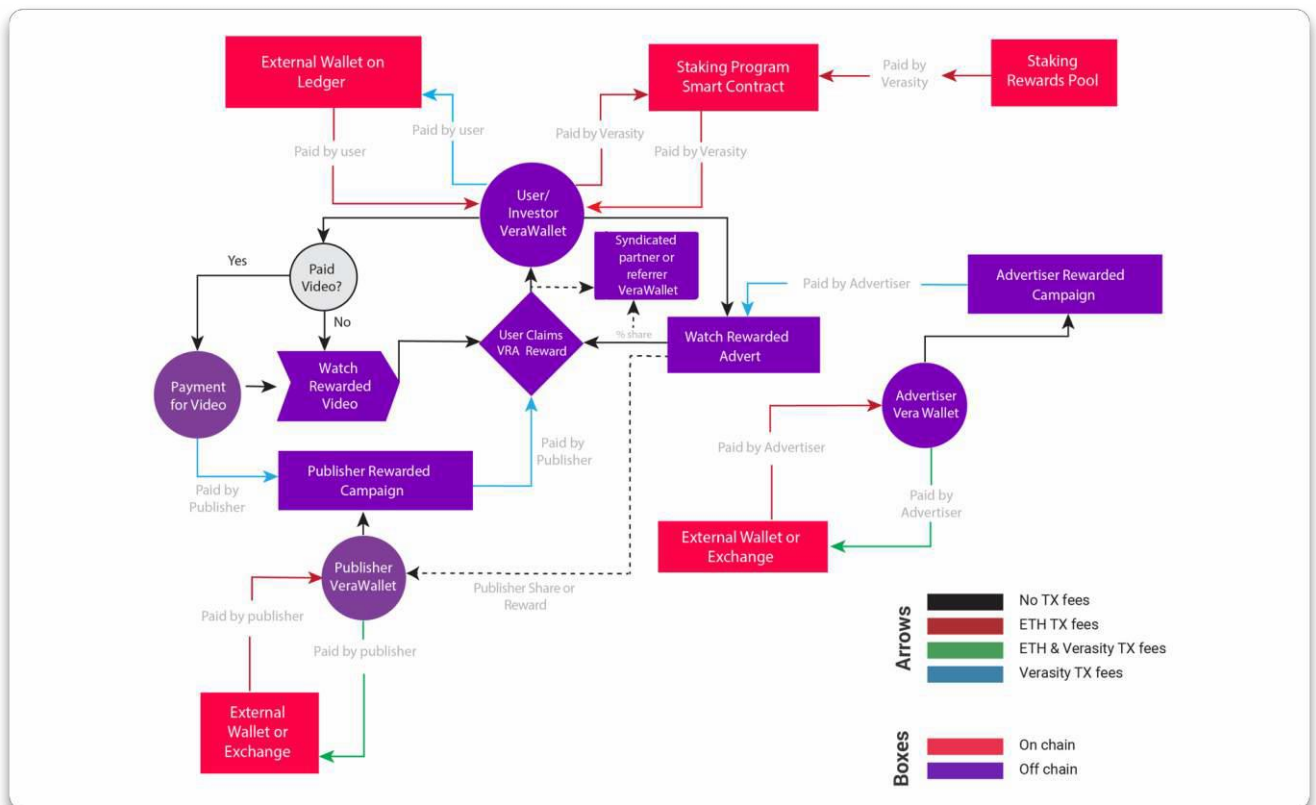 External Wallet on
Ledger
Staking Program
Smart Contract
Paid by
Verasity
Staking
Rewards Pool
Paid by user
Paid by user
Paid by Verasity
Paid by Verasity
User/
Investor
VeraWallet
Syndicated
partner or
referrer
VeraWallet
Yes
Paid
Video?
No
Paid by Advertiser
Advertiser Rewarded
Campaign
User Claims
VRA Reward
% share
Watch Rewarded
Advert
Payment
for Video
Watch
Rewarded
Video
Advertiser
Vera Wallet
Paid by Advertiser
Paid by
Publisher
Publisher Rewarded
Campaign
Paid by
Publisher
Paid by
Advertiser
External Wallet or
Exchange
Publisher
VeraWallet
Publisher Share or
Reward
Paid by publisher
Paid by publisher
External
Wallet or
Exchange
Arrows
No TX fees
ETH TX fees
ETH & Verasity TX fees
Verasity TX fees
Boxes
On chain
Off chain